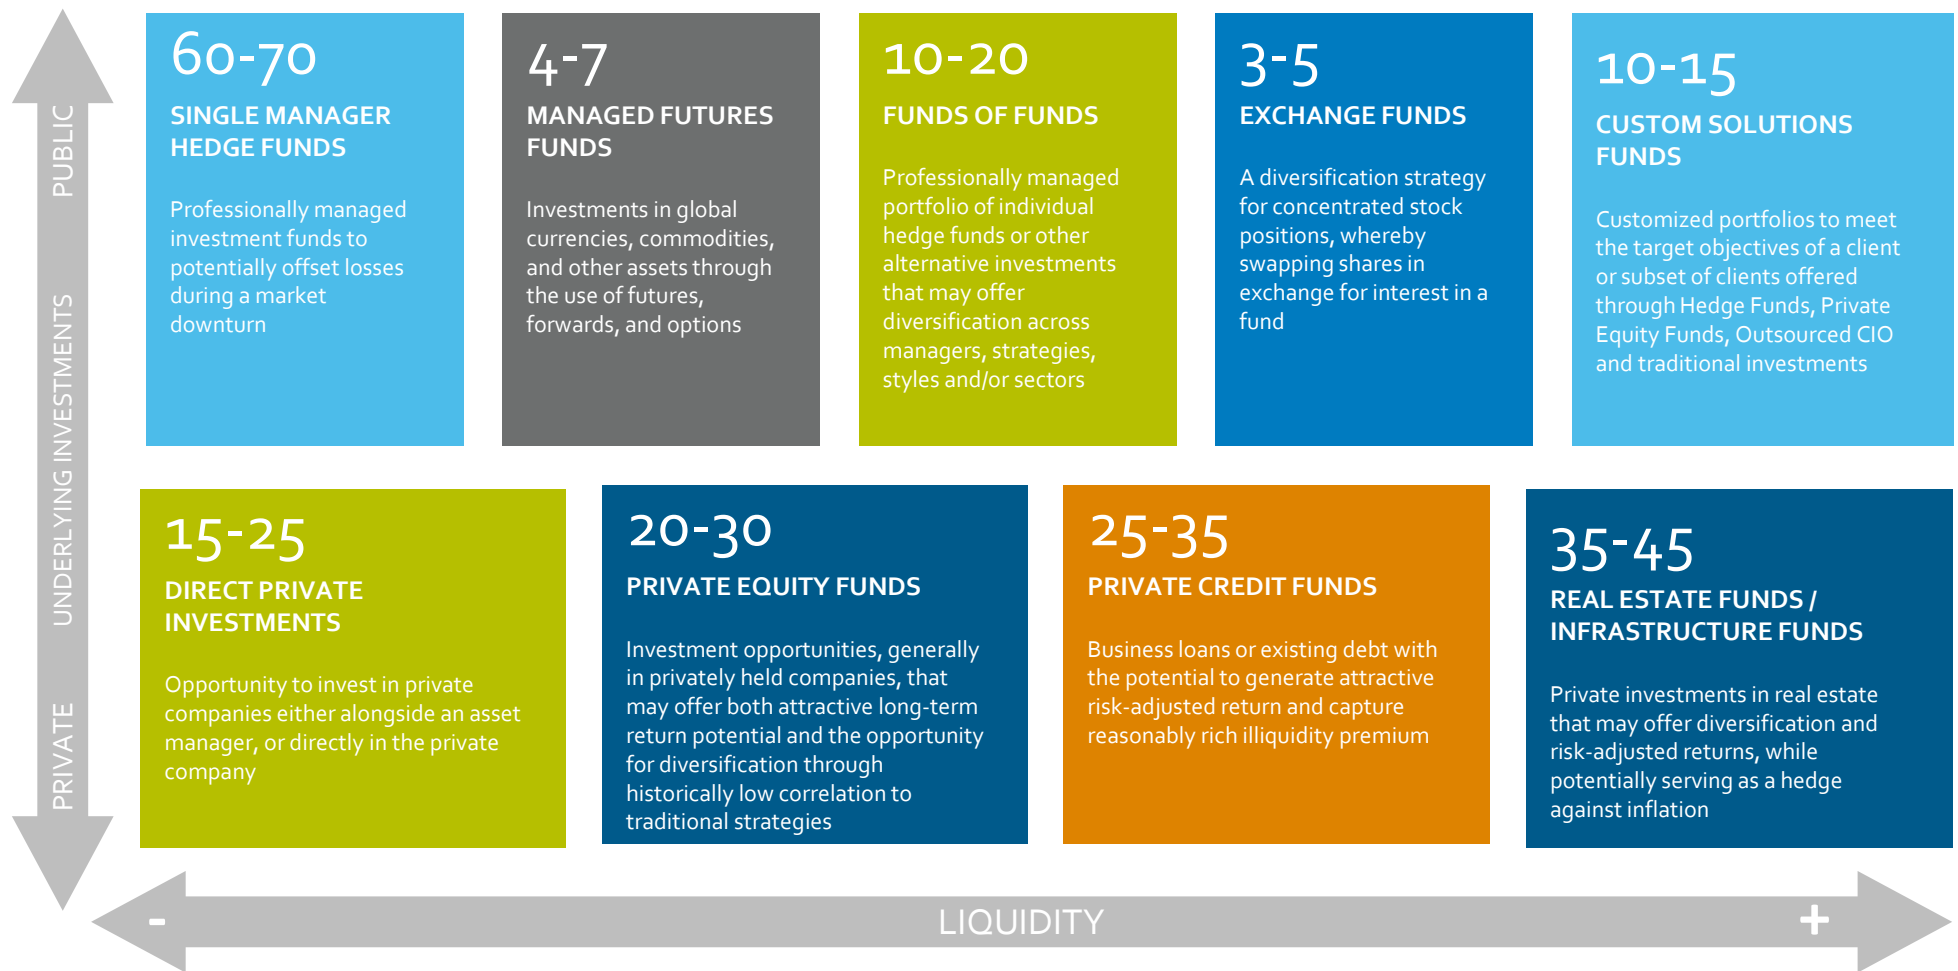 PUBLIC
UNDERLYING INVESTMENTS
PRIVATE
60-70
SINGLE MANAGER
HEDGE FUNDS
Professionally managed
investment funds to
potentially offset losses
during a market
downturn
4-7
MANAGED FUTURES
FUNDS
Investments in global
currencies, commodities,
and other assets through
the use of futures,
forwards, and options
10-20
FUNDS OF FUNDS
Professionally managed
portfolio of individual
hedge funds or other
alternative investments
that may offer
diversification across
managers, strategies,
styles and/or sectors
3-5
EXCHANGE FUNDS
A diversification strategy
for concentrated stock
positions, whereby
swapping shares in
exchange for interest in a
fund
10-15
CUSTOM SOLUTIONS
FUNDS
Customized portfolios to meet
the target objectives of a client
or subset of clients offered
through Hedge Funds, Private
Equity Funds, Outsourced CIO
and traditional investments
15-25
DIRECT PRIVATE
INVESTMENTS
Opportunity to invest in private
companies either alongside an asset
manager, or directly in the private
company
20-30
PRIVATE EQUITY FUNDS
Investment opportunities, generally
in privately held companies, that
may offer both attractive long-term
return potential and the opportunity
for diversification through
historically low correlation to
traditional strategies
25-35
PRIVATE CREDIT FUNDS
Business loans or existing debt with
the potential to generate attractive
risk-adjusted return and capture
reasonably rich illiquidity premium
35-45
REAL ESTATE FUNDS /
INFRASTRUCTURE FUNDS
Private investments in real estate
that may offer diversification and
risk-adjusted returns, while
potentially serving as a hedge
against inflation
- LIQUIDITY +